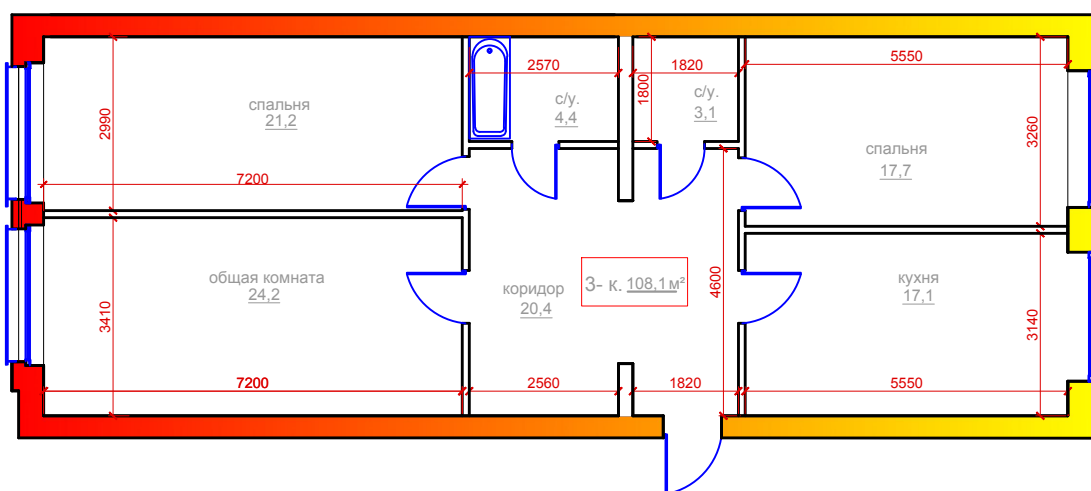 2570
1820
5550
спальня
21,2
с/у.
4,4
1800
с/у.
3,1
2990
3260
спальня
17,7
7200
общая комната
24,2
коридор
20,4
3- к. 108,1м²
4600
кухня
17,1
3410
3140
7200
2560
1820
5550